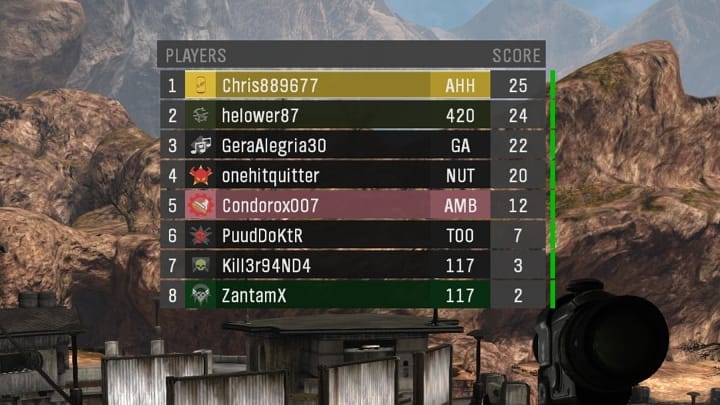 PLAYERS SCORE
1 Chris889677 AHH 25
2 helower87 420 24
3 GeraAlegria30 GA 22
4 onehitquitter NUT 20
5 Condorox007 AMB 12
6 PuudDoKtR TOO 7
7 Kill3r94ND4 117 3
8 ZantamX 117 2